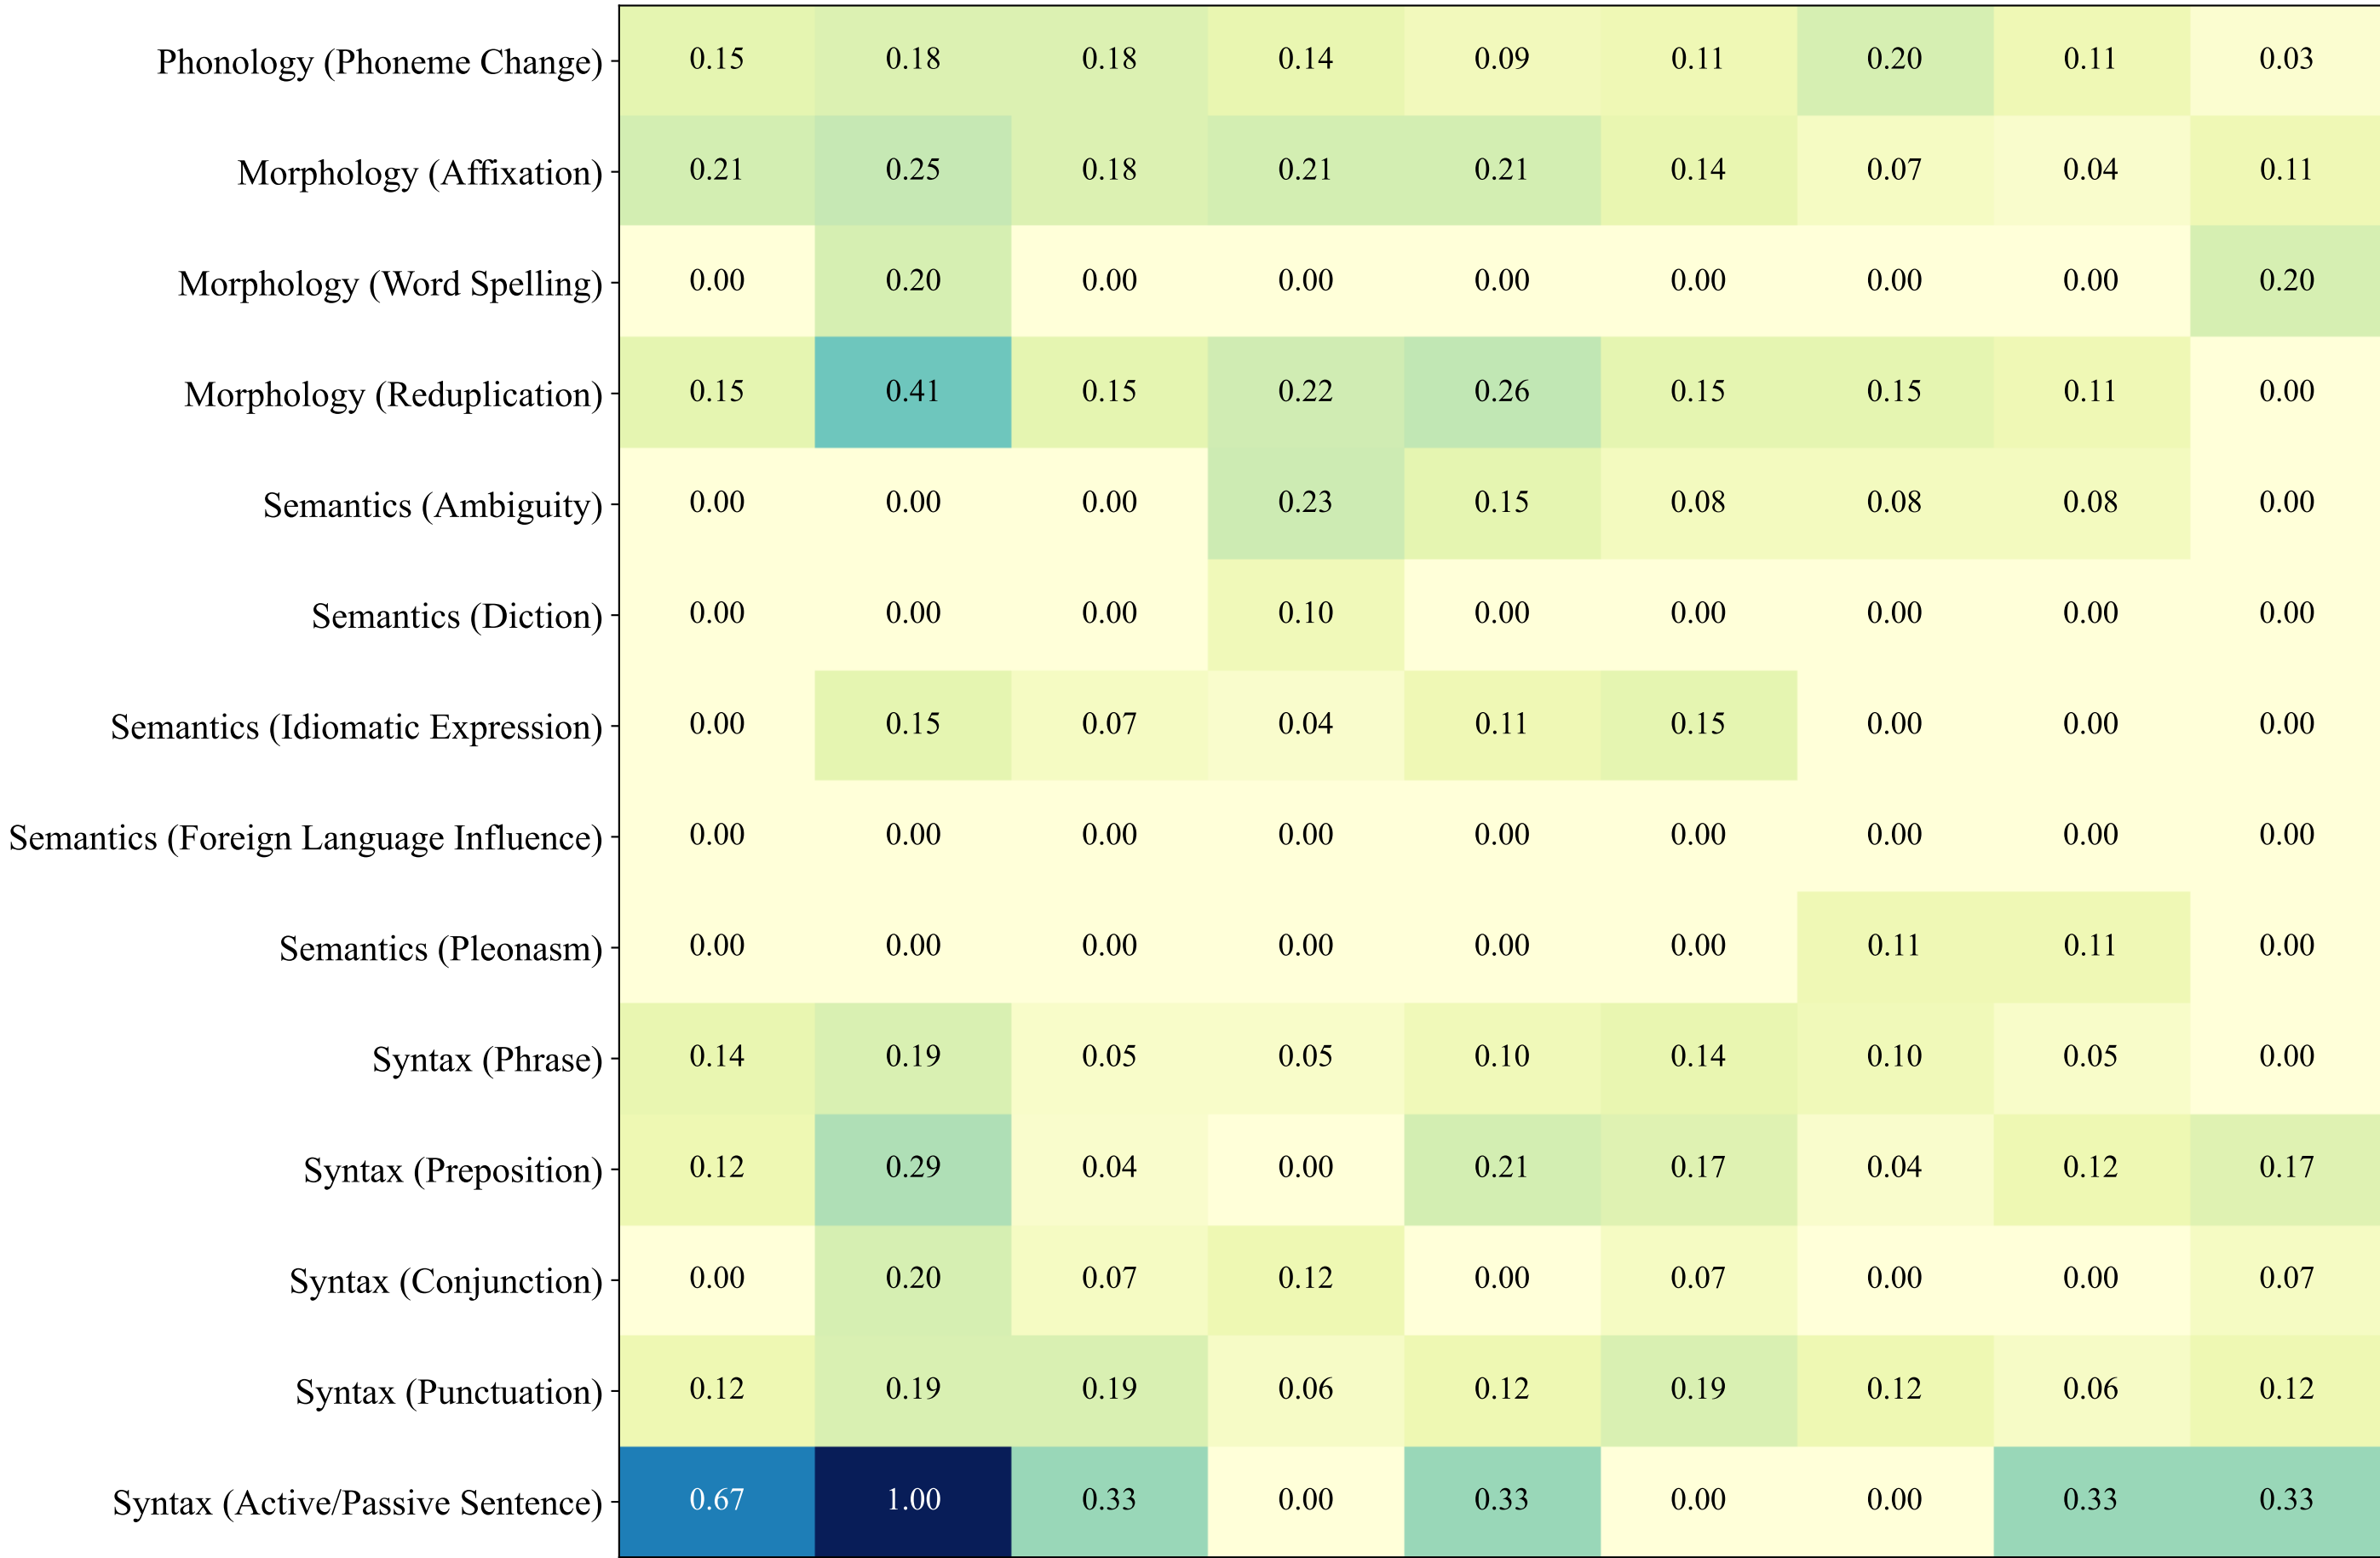 Phonology (Phoneme Change) 0.15 0.18 0.18 0.14 0.09 0.11 0.20 0.11 0.03
Morphology (Affixation) 0.21 0.25 0.18 0.21 0.21 0.14 0.07 0.04 0.11
Morphology (Word Spelling) 0.00 0.20 0.00 0.00 0.00 0.00 0.00 0.00 0.20
Morphology (Reduplication) 0.15 0.41 0.15 0.22 0.26 0.15 0.15 0.11 0.00
Semantics (Ambiguity) 0.00 0.00 0.00 0.23 0.15 0.08 0.08 0.08 0.00
Semantics (Diction) 0.00 0.00 0.00 0.10 0.00 0.00 0.00 0.00 0.00
Semantics (Idiomatic Expression) 0.00 0.15 0.07 0.04 0.11 0.15 0.00 0.00 0.00
Semantics (Foreign Language Influence) 0.00 0.00 0.00 0.00 0.00 0.00 0.00 0.00 0.00
Semantics (Pleonasm) 0.00 0.00 0.00 0.00 0.00 0.00 0.11 0.11 0.00
Syntax (Phrase) 0.14 0.19 0.05 0.05 0.10 0.14 0.10 0.05 0.00
Syntax (Preposition) 0.12 0.29 0.04 0.00 0.21 0.17 0.04 0.12 0.17
Syntax (Conjunction) 0.00 0.20 0.07 0.12 0.00 0.07 0.00 0.00 0.07
Syntax (Punctuation) 0.12 0.19 0.19 0.06 0.12 0.19 0.12 0.06 0.12
Syntax (Active/Passive Sentence) 0.67 1.00 0.33 0.00 0.33 0.00 0.00 0.33 0.33